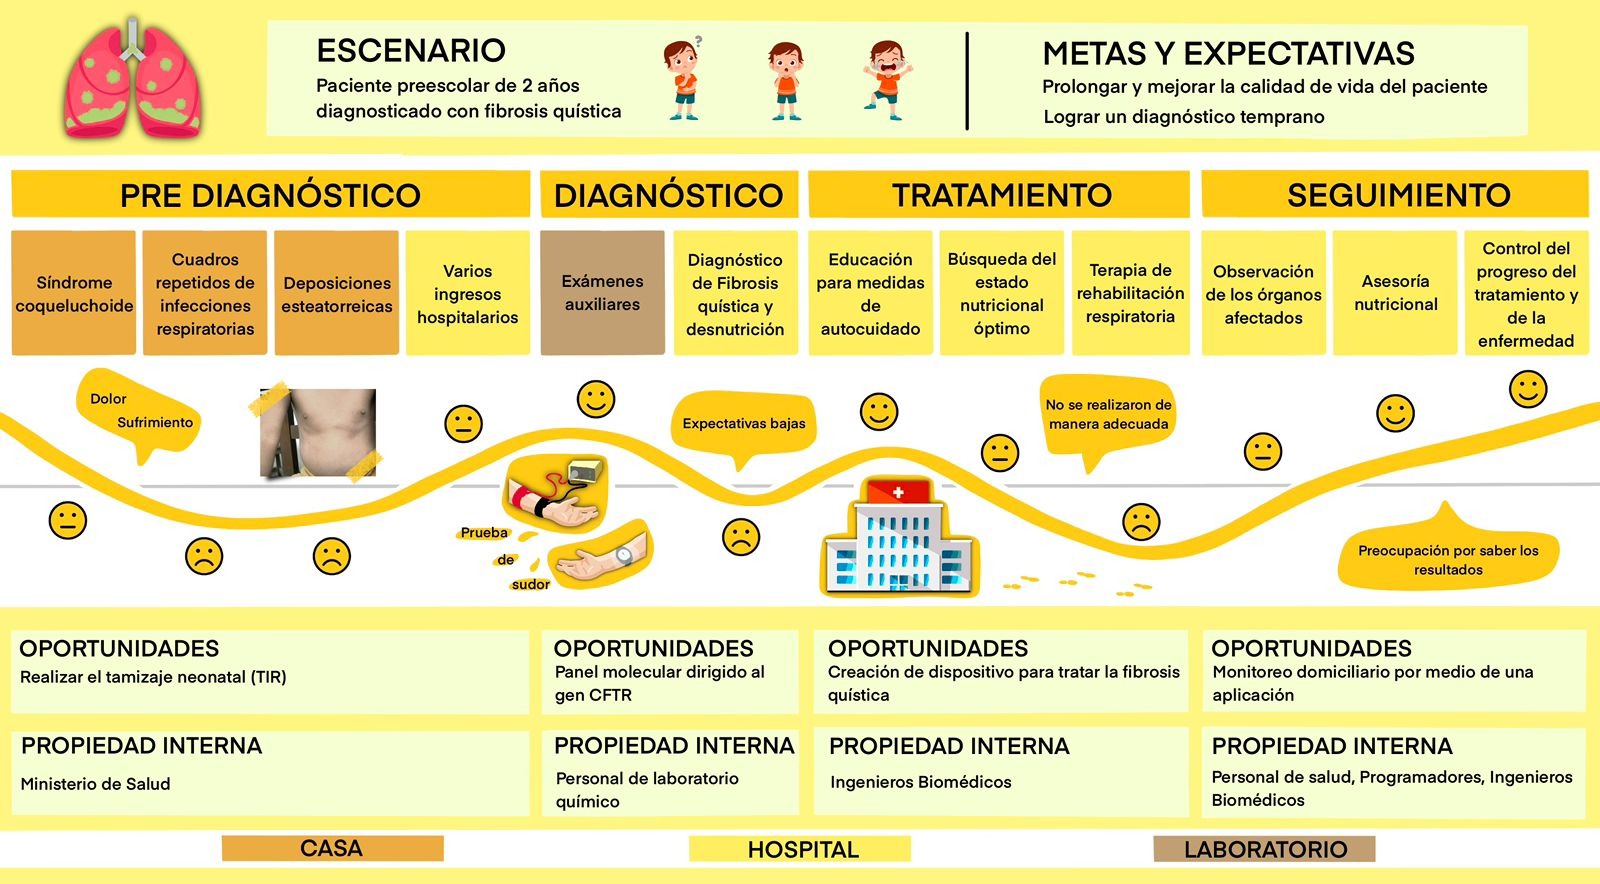 ESCENARIO
Paciente preescolar de 2 años
diagnosticado con fibrosis quística
?
METAS Y EXPECTATIVAS
Prolongar y mejorar la calidad de vida del paciente
Lograr un diagnóstico temprano
PRE DIAGNÓSTICO
DIAGNÓSTICO
TRATAMIENTO
SEGUIMIENTO
Síndrome
coqueluchoide
Cuadros
repetidos de
infecciones
respiratorias
Deposiciones
esteatorreicas
Varios
ingresos
hospitalarios
Exámenes
auxiliares
Diagnóstico
de Fibrosis
quística y
desnutrición
Educación
para medidas
de
autocuidado
Búsqueda del
estado
nutricional
óptimo
Terapia de
rehabilitación
respiratoria
Observación
de los órganos
afectados
Asesoría
nutricional
Control del
progreso del
tratamiento y
de la
enfermedad
Dolor
Sufrimiento
Expectativas bajas
No se realizaron de
manera adecuada
Prueba
de
sudor
Preocupación por saber los
resultados
OPORTUNIDADES
Realizar el tamizaje neonatal (TIR)
OPORTUNIDADES
Panel molecular dirigido al
gen CFTR
OPORTUNIDADES
Creación de dispositivo para tratar la fibrosis
quística
OPORTUNIDADES
Monitoreo domiciliario por medio de una
aplicación
PROPIEDAD INTERNA
Ministerio de Salud
PROPIEDAD INTERNA
Personal de laboratorio
químico
PROPIEDAD INTERNA
Ingenieros Biomédicos
PROPIEDAD INTERNA
Personal de salud, Programadores, Ingenieros
Biomédicos
CASA
HOSPITAL
LABORATORIO